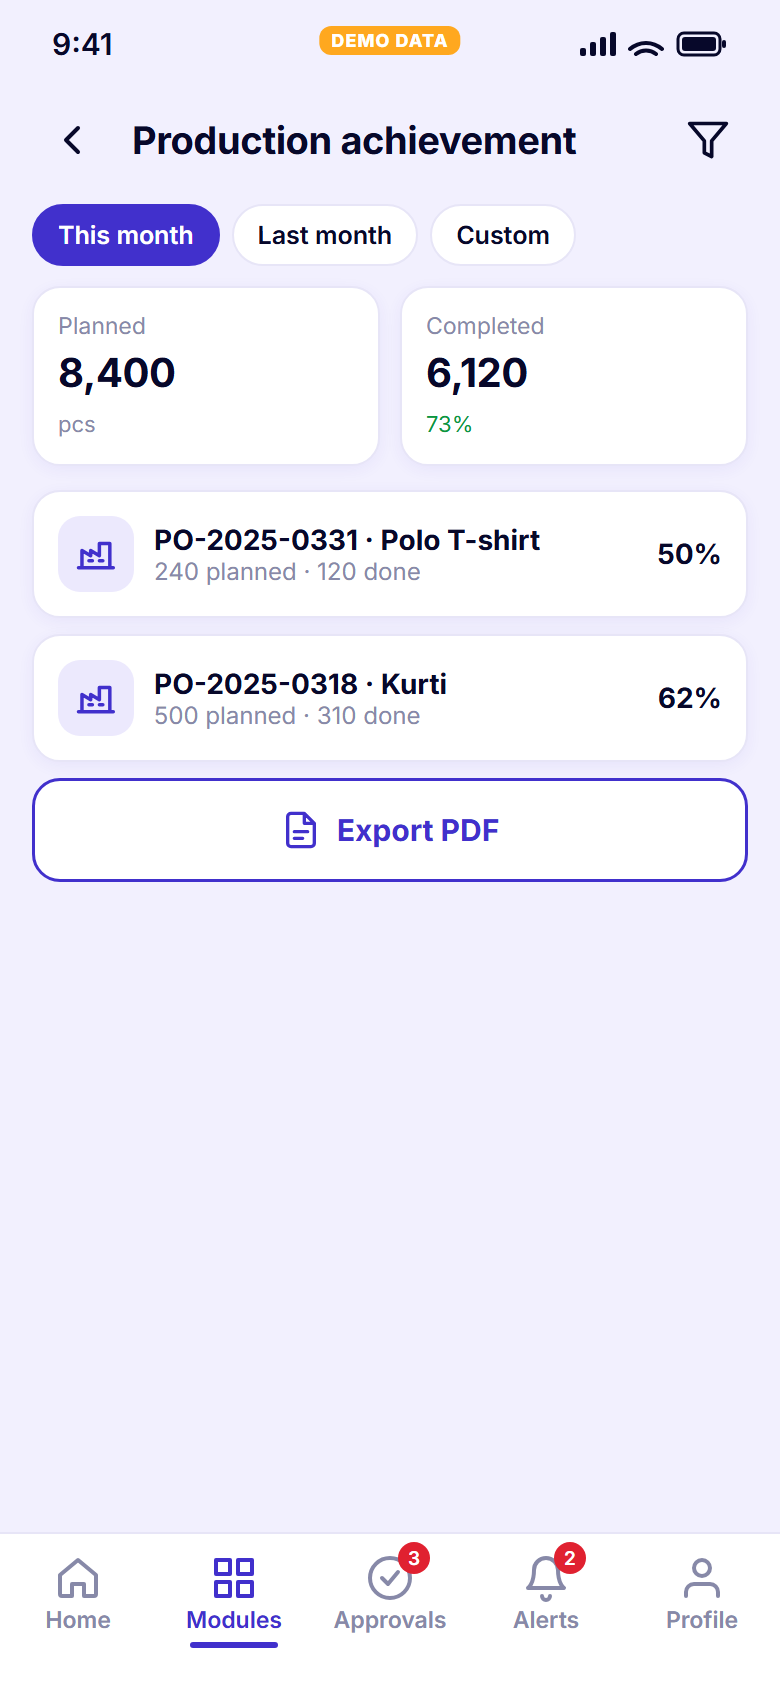 9:41
DEMO DATA
Production achievement
This month
Last month
Custom
Planned
8,400
pcs
Completed
6,120
73%
PO-2025-0331 · Polo T-shirt
240 planned · 120 done
50%
PO-2025-0318 · Kurti
500 planned · 310 done
62%
Export PDF
Home
Modules
3
Approvals
2
Alerts
Profile